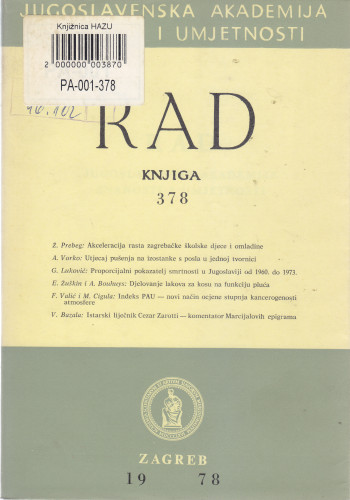 JUGOSLAVENSKA AKADEMIJA
I UMJETNOSTI
Knjižnica HAZU
2 000000 003870
PA-001-378
RAD
KNJIGA
378
Z. Prebeg: Akceleracija rasta zagrebačke školske djece i omladine
A. Vorko: Utjecaj pušenja na izostanke s posla u jednoj tvornici
G. Luković: Proporcijalni pokazatelj smrtnosti u Jugoslaviji od 1960. do 1973.
E. Žuškin i A. Bouhuys: Djelovanje lakova za kosu na funkciju pluća
F. Valić i M. Cigula: Indeks PAU — novi način ocjene stupnja kancerogenosti
atmosfere
V. Bazala: Istarski liječnik Cezar Zarotti — komentator Marcijalovih epigrama
ZAGREB
19 78